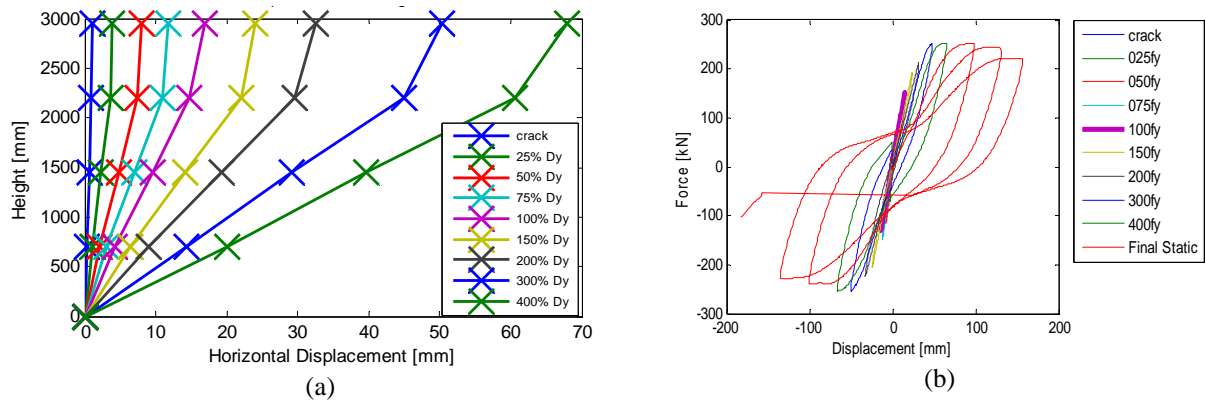 3000
2500
2000
1500
1000
500
0
Height [mm]
0 10 20 30 40 50 60 70
Horizontal Displacement [mm]
crack
25% Dy
50% Dy
75% Dy
100% Dy
150% Dy
200% Dy
300% Dy
400% Dy
(a)
300
200
100
0
-100
-200
-300
Force [kN]
-200 -100 0 100 200
Displacement [mm]
crack
025fy
050fy
075fy
100fy
150fy
200fy
300fy
400fy
Final Static
(b)